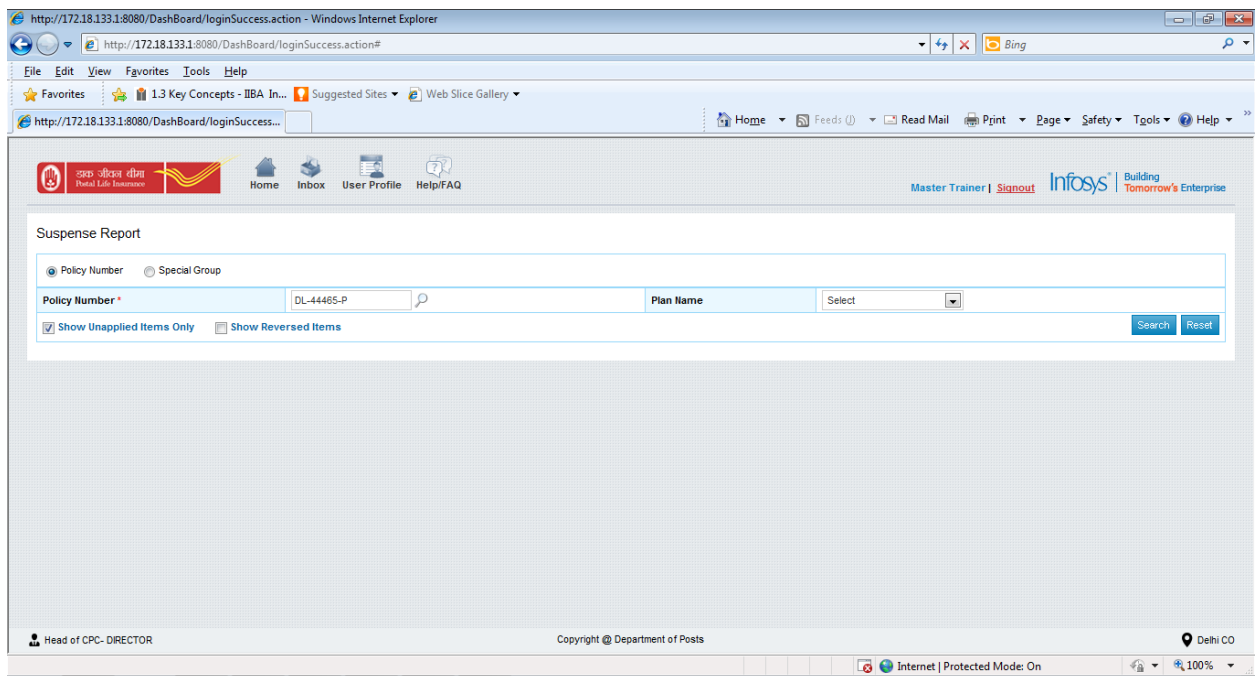 http://172.18.133.1:8080/DashBoard/loginSuccess.action - Windows Internet Explorer
http://172.18.133.1:8080/DashBoard/loginSuccess.action# Bing
File Edit View Favorites Tools Help
Favorites 1.3 Key Concepts - IIBA In... Suggested Sites Web Slice Gallery
http://172.18.133.1:8080/DashBoard/loginSuccess... Home Feeds (J) Read Mail Print Page Safety Tools Help
डाक जीवन बीमा
Postal Life Insurance
Home Inbox User Profile Help/FAQ
Master Trainer | Signout Infosys® | Building Tomorrow's Enterprise
Suspense Report
Policy Number Special Group
Policy Number * DL-44465-P Plan Name Select
Show Unapplied Items Only Show Reversed Items Search Reset
Head of CPC- DIRECTOR Copyright @ Department of Posts Delhi CO
Internet | Protected Mode: On 100%